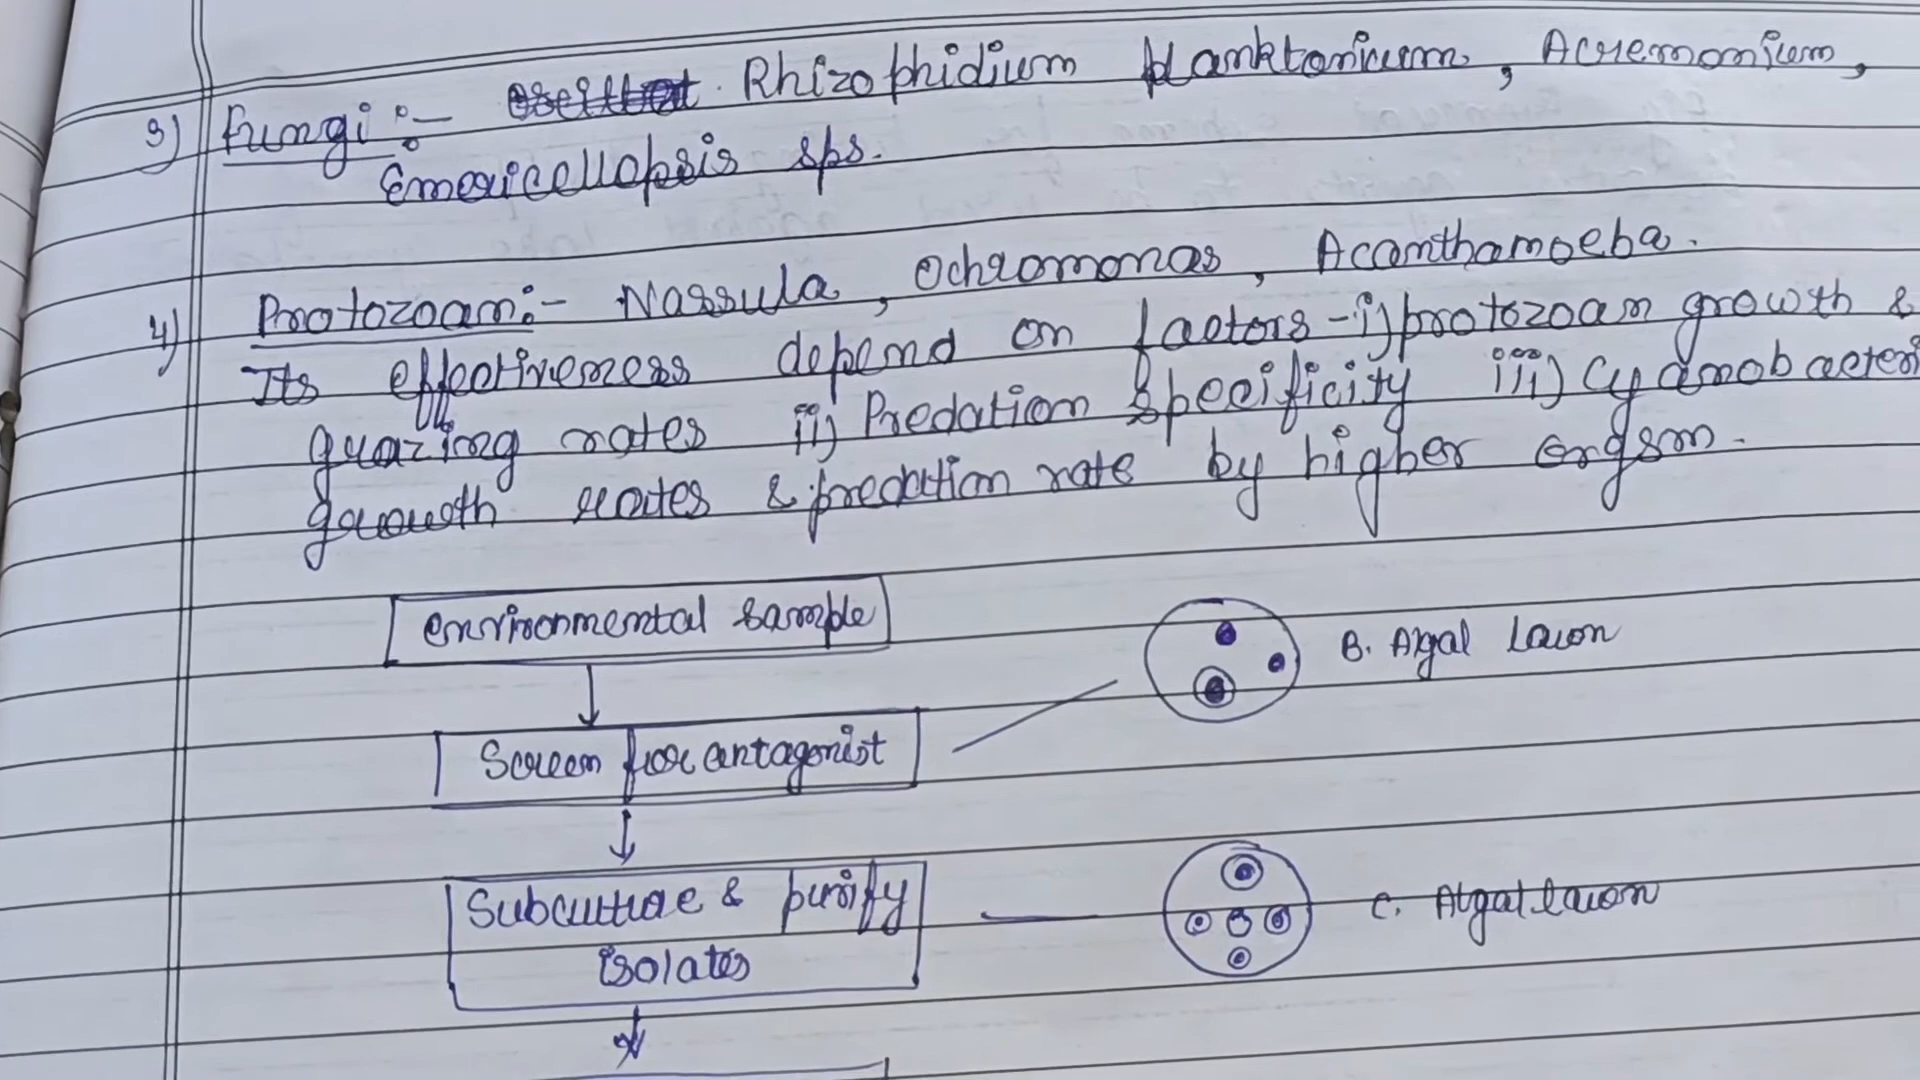 3) Fungi :- Rhizophidium planktonicum, Acremonium,
Emericellopsis sps.
4) Protozoan:- Nassula, Ochromonas, Acanthamoeba.
Its effectiveness depend on factors - i) protozoan growth &
grazing rates ii) Predation specificity iii) Cyanobacteri
growth rates & predation rate by higher orgsm.
environmental sample
B. Algal Lawn
Screen for antagonist
Subculture & purify
isolates
C. Algal lawn